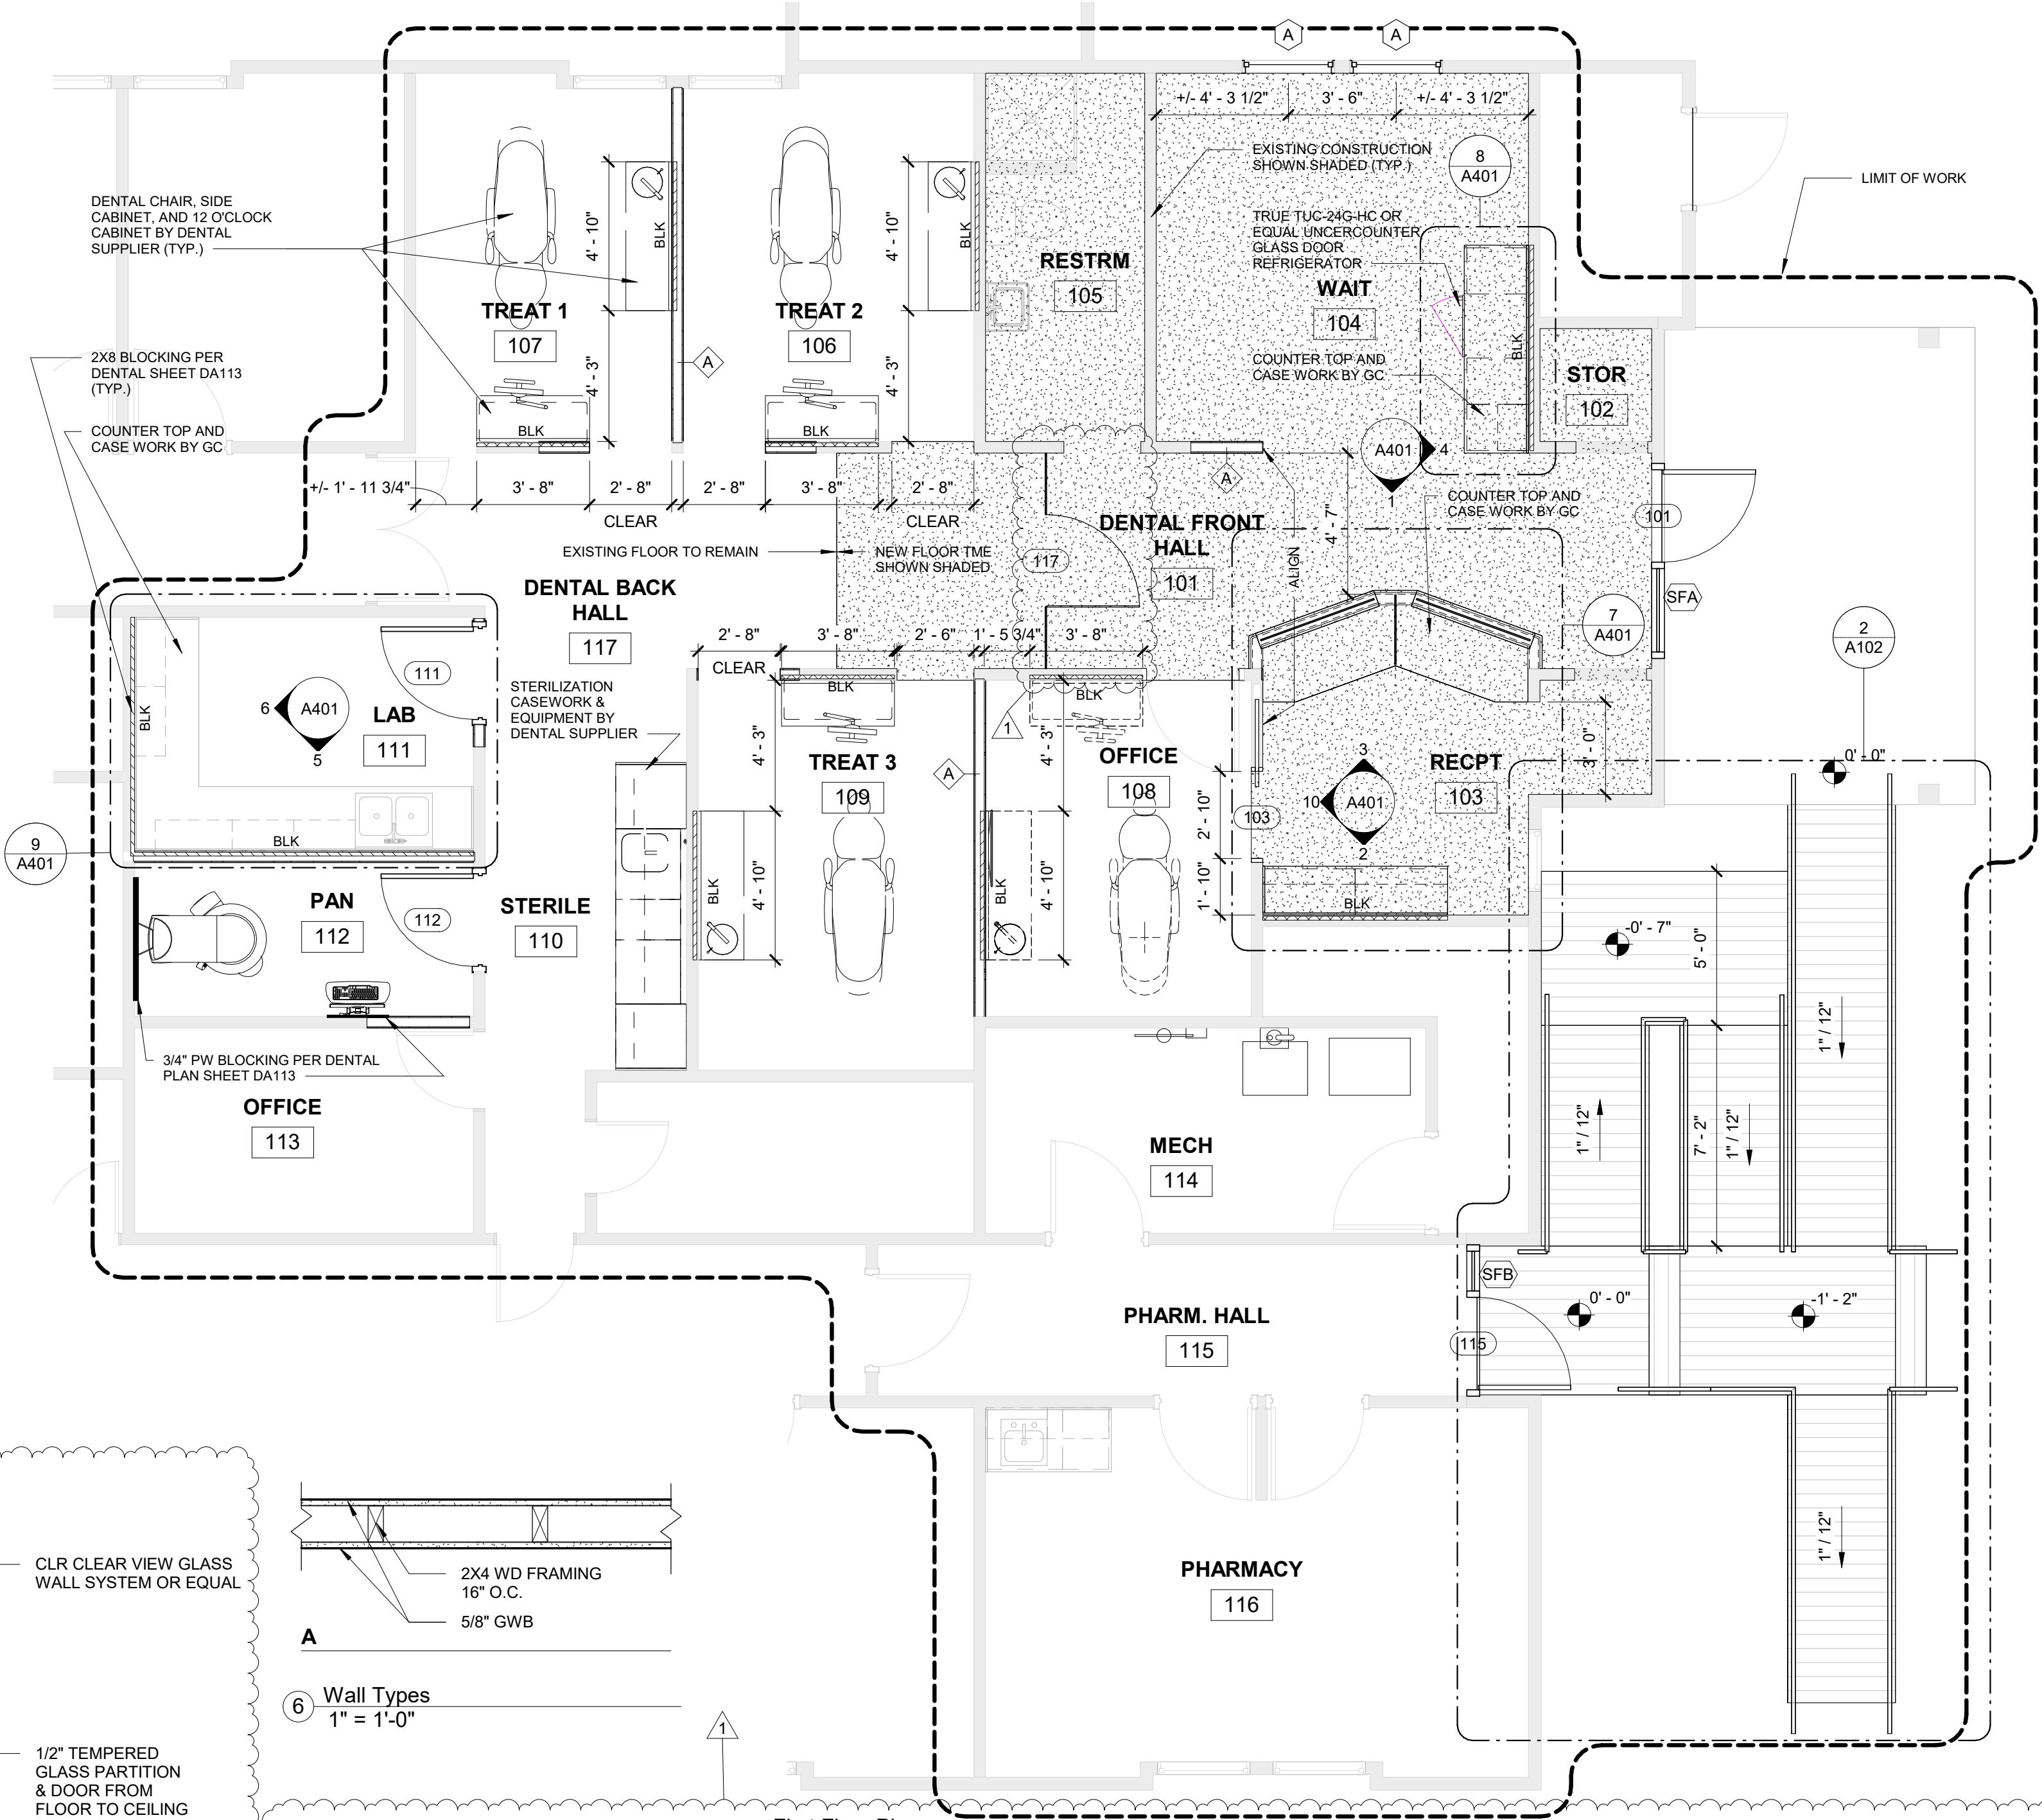 A
A
+/- 4' - 3 1/2"
3' - 6"
+/- 4' - 3 1/2"
EXISTING CONSTRUCTION
SHOWN SHADED (TYP.)
8
A401
LIMIT OF WORK
DENTAL CHAIR, SIDE
CABINET, AND 12 O'CLOCK
CABINET BY DENTAL
SUPPLIER (TYP.)
4' - 10"
BLK
4' - 10"
BLK
TRUE TUC-24G-HC OR
EQUAL UNCERCOUNTER
GLASS DOOR
REFRIGERATOR
RESTRM
105
WAIT
104
TREAT 1
107
TREAT 2
106
4' - 3"
4' - 3"
A
BLK
COUNTER TOP AND
CASE WORK BY GC
STOR
102
2X8 BLOCKING PER
DENTAL SHEET DA113
(TYP.)
COUNTER TOP AND
CASE WORK BY GC
BLK
BLK
A401
4
1
A
+/- 1' - 11 3/4"
3' - 8"
2' - 8"
2' - 8"
3' - 8"
2' - 8"
CLEAR
CLEAR
COUNTER TOP AND
CASE WORK BY GC
4' - 7"
101
DENTAL FRONT
HALL
101
EXISTING FLOOR TO REMAIN
NEW FLOOR TME
SHOWN SHADED
117
ALIGN
SFA
7
A401
2
A102
DENTAL BACK
HALL
117
2' - 8"
3' - 8"
2' - 6"
1' - 5 3/4"
3' - 8"
CLEAR
111
STERILIZATION
CASEWORK &
EQUIPMENT BY
DENTAL SUPPLIER
BLK
BLK
BLK
6
A401
5
LAB
111
1
4' - 3"
4' - 3"
TREAT 3
109
A
OFFICE
108
3
10
A401
2
RECPT
103
3' - 0"
0' - 0"
103
2' - 10"
1' - 10"
9
A401
BLK
BLK
4' - 10"
BLK
4' - 10"
BLK
PAN
112
112
STERILE
110
-0' - 7"
5' - 0"
1" / 12"
3/4" PW BLOCKING PER DENTAL
PLAN SHEET DA113
OFFICE
113
MECH
114
1" / 12"
7' - 2"
1" / 12"
SFB
0' - 0"
-1' - 2"
PHARM. HALL
115
115
CLR CLEAR VIEW GLASS
WALL SYSTEM OR EQUAL
2X4 WD FRAMING
16" O.C.
5/8" GWB
A
1" / 12"
PHARMACY
116
6
Wall Types
1" = 1'-0"
1
1/2" TEMPERED
GLASS PARTITION
& DOOR FROM
FLOOR TO CEILING